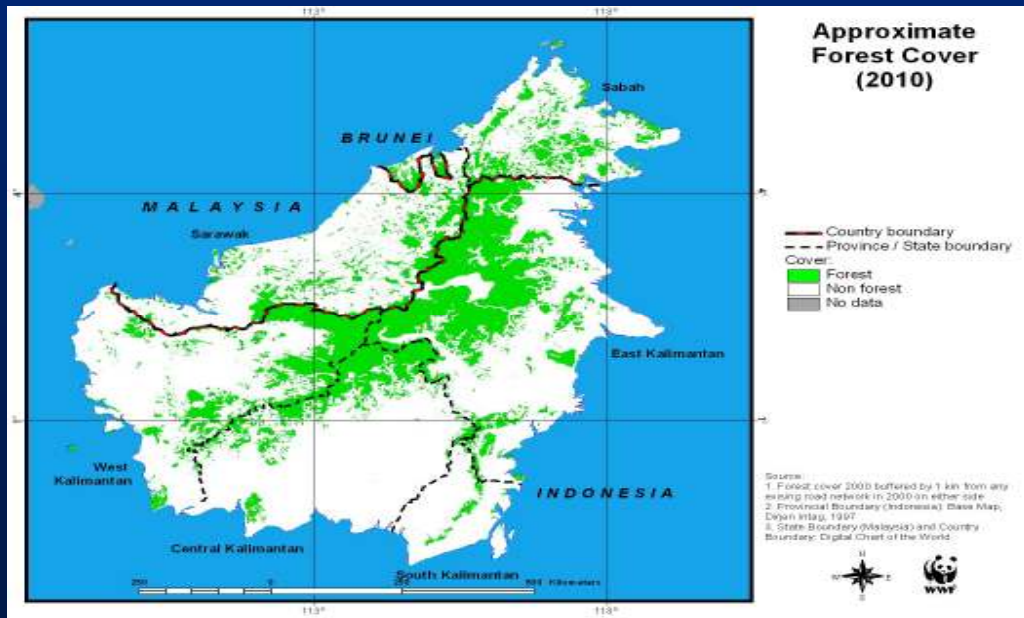 Approximate
Forest Cover
(2010)
Sabah
BRUNEI
MALAYSIA
Sarawak
Country boundary
Province / State boundary
Cover:
Forest
Non forest
No data
East Kalimantan
West
Kalimantan
INDONESIA
Central Kalimantan
South Kalimantan
Kilometers
Source:
1. Forest cover 2000 buffered by 1 km from any
existing road network in 2000 on either side
2. Provincial Boundary (Indonesia): Base Map,
1997
3. State Boundary (Malaysia) and Country
Boundary: Digital Chart of the World
W E
S
WWF